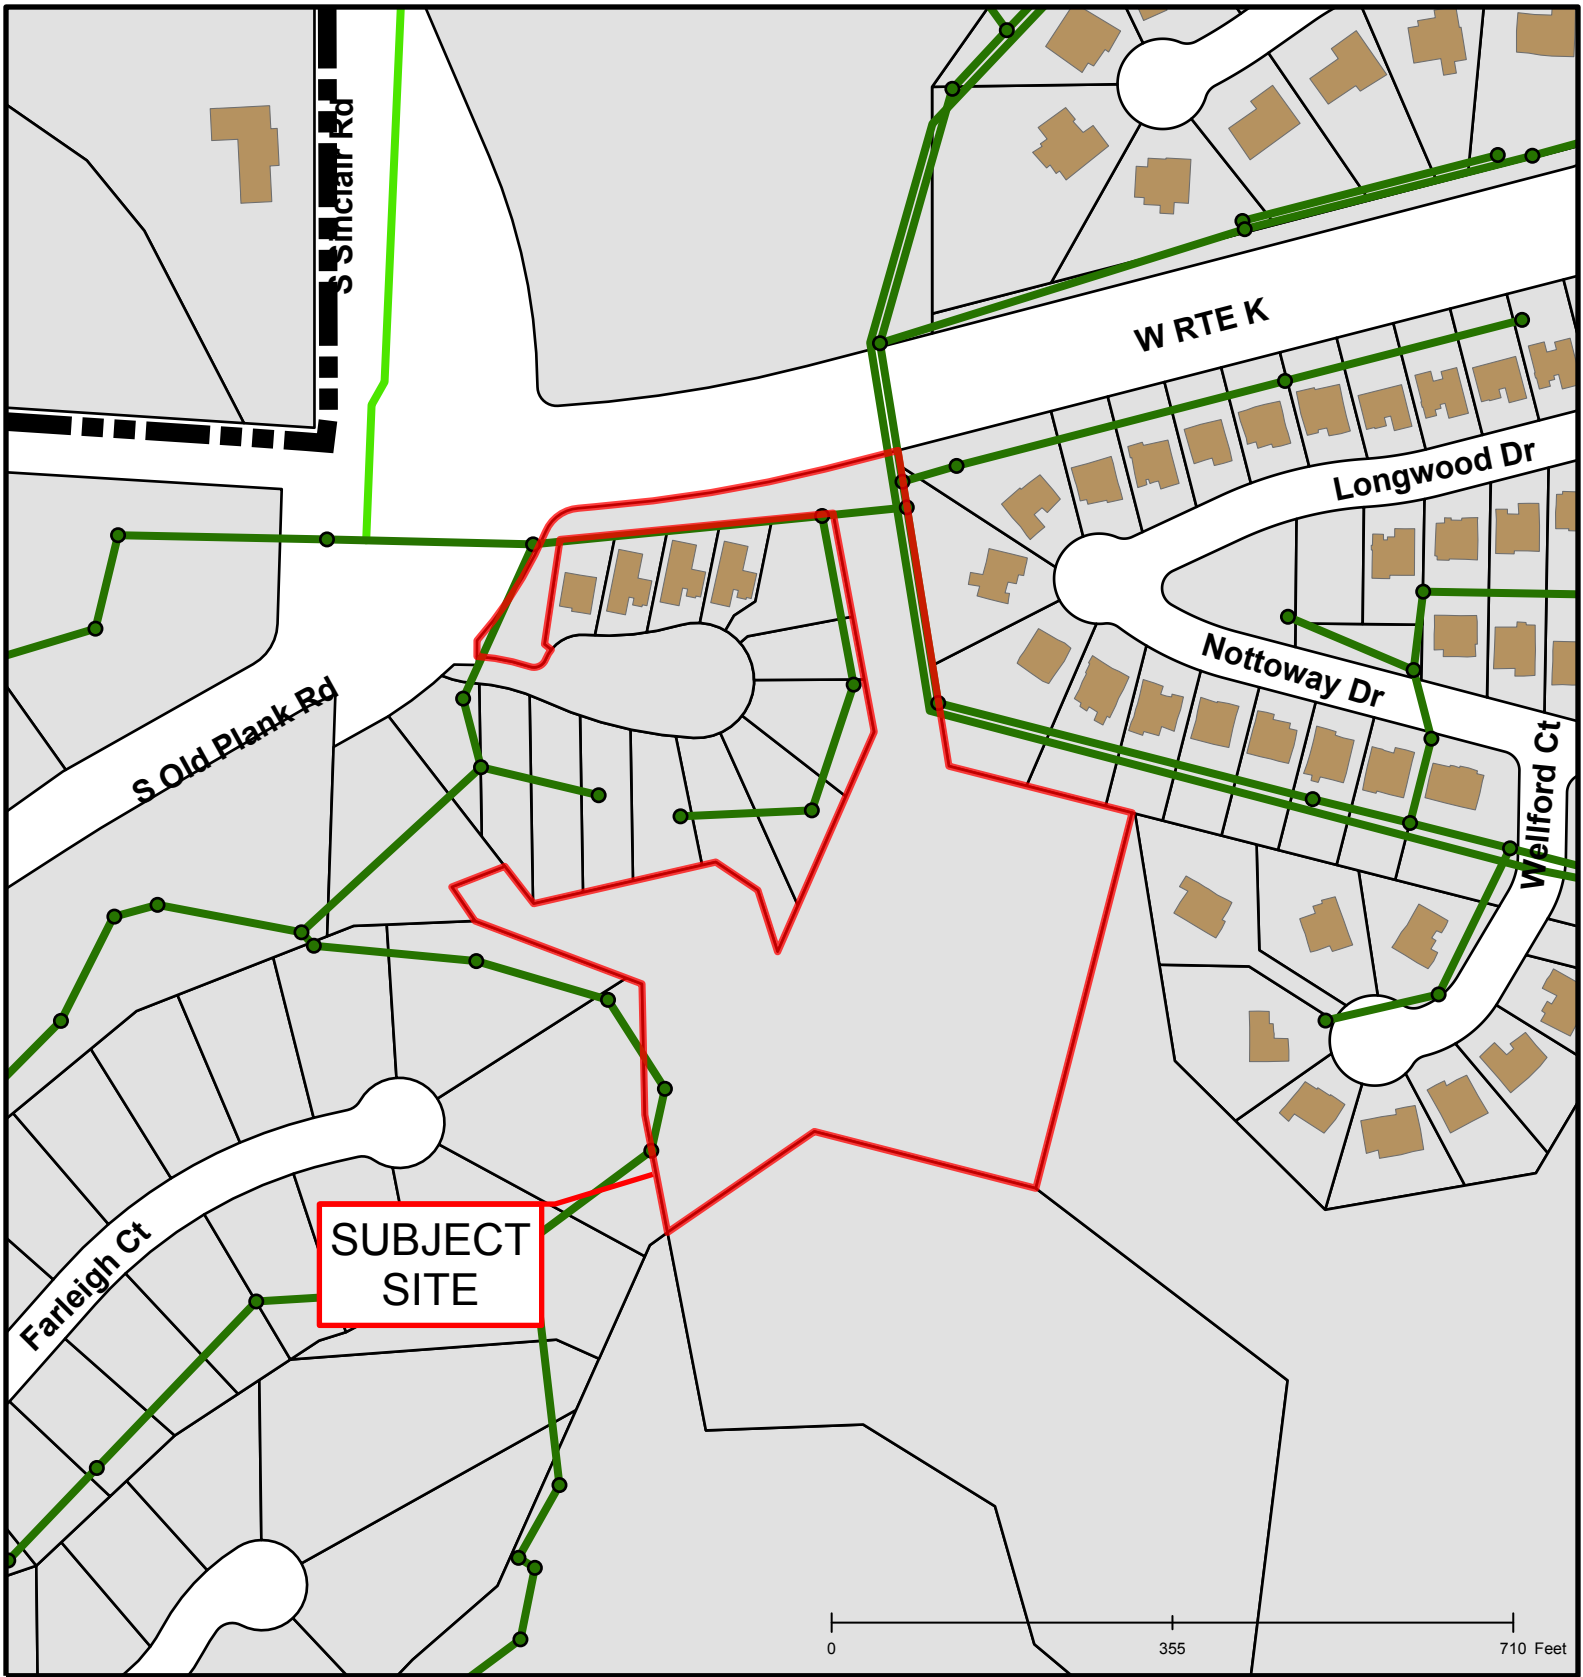 S Sinclair Rd
W RTE K
Longwood Dr
Nottoway Dr
S Old Plank Rd
Wellford Ct
Farleigh Ct
SUBJECT
SITE
0 355 710 Feet